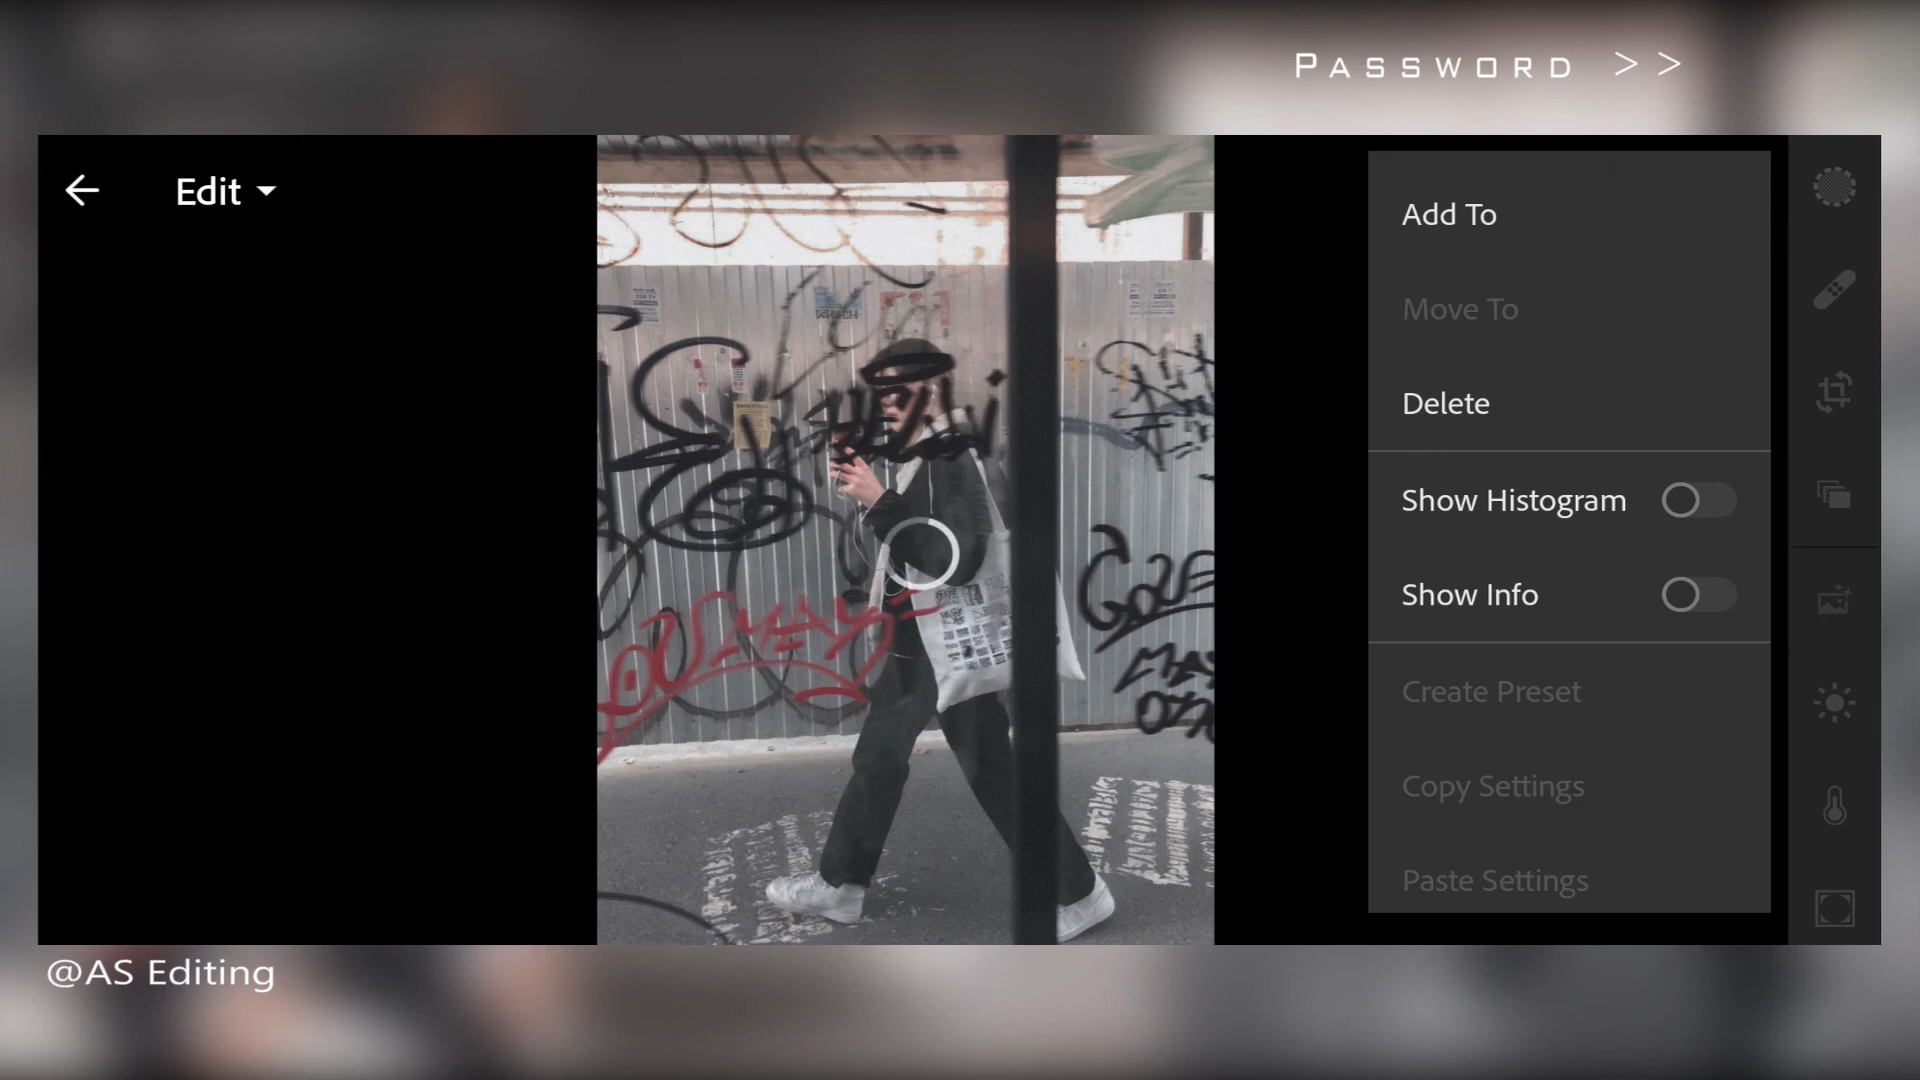 PASSWORD >>
Edit
Add To
Move To
Delete
Show Histogram
Show Info
Create Preset
Copy Settings
Paste Settings
@AS Editing